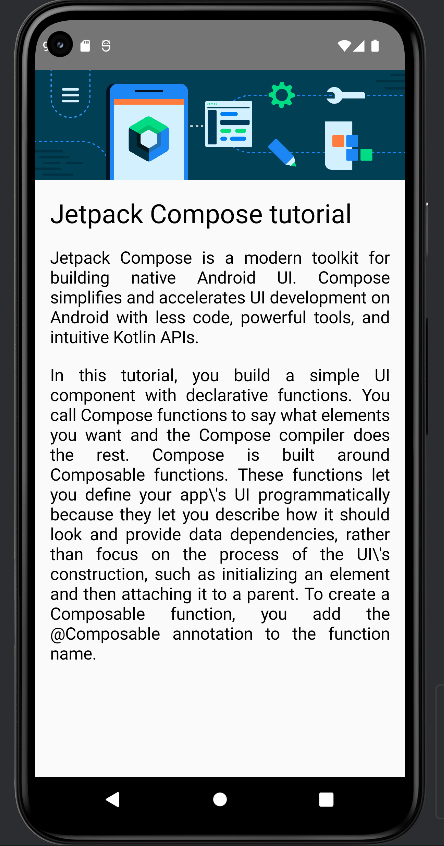 Jetpack Compose tutorial
Jetpack Compose is a modern toolkit for
building native Android UI. Compose
simplifies and accelerates UI development on
Android with less code, powerful tools, and
intuitive Kotlin APIs.
In this tutorial, you build a simple UI
component with declarative functions. You
call Compose functions to say what elements
you want and the Compose compiler does
the rest. Compose is built around
Composable functions. These functions let
you define your app\'s UI programmatically
because they let you describe how it should
look and provide data dependencies, rather
than focus on the process of the UI\'s
construction, such as initializing an element
and then attaching it to a parent. To create a
Composable function, you add the
@Composable annotation to the function
name.